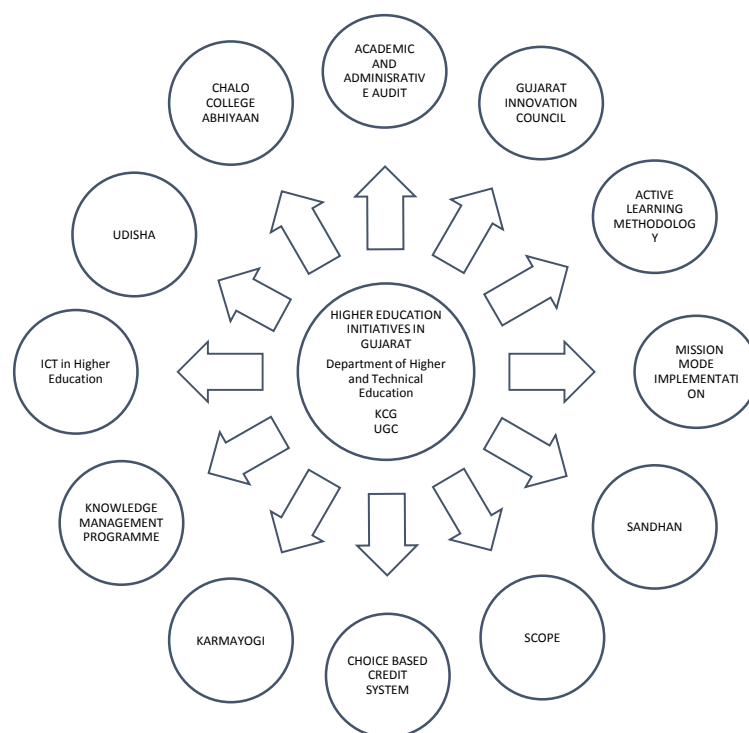 ACADEMIC
AND
ADMINISRATIV
E AUDIT
GUJARAT
INNOVATION
COUNCIL
ACTIVE
LEARNING
METHODOLOG
Y
MISSION
MODE
IMPLEMENTATI
ON
SANDHAN
SCOPE
CHOICE BASED
CREDIT
SYSTEM
KARMAYOGI
KNOWLEDGE
MANAGEMENT
PROGRAMME
ICT in Higher
Education
UDISHA
CHALO
COLLEGE
ABHIYAAN
HIGHER EDUCATION
INITIATIVES IN
GUJARAT
Department of Higher
and Technical
Education
KCG
UGC